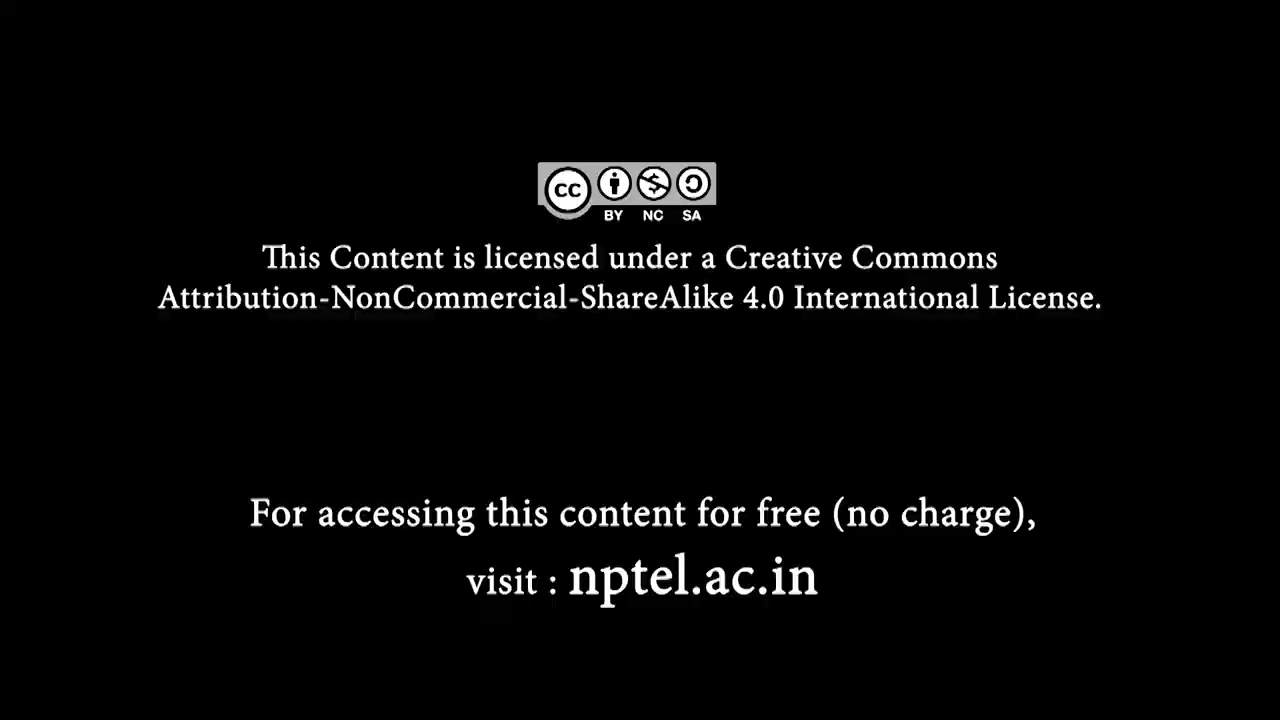 cc
BY NC SA
This Content is licensed under a Creative Commons
Attribution-NonCommercial-ShareAlike 4.0 International License.
For accessing this content for free (no charge),
visit : nptel.ac.in